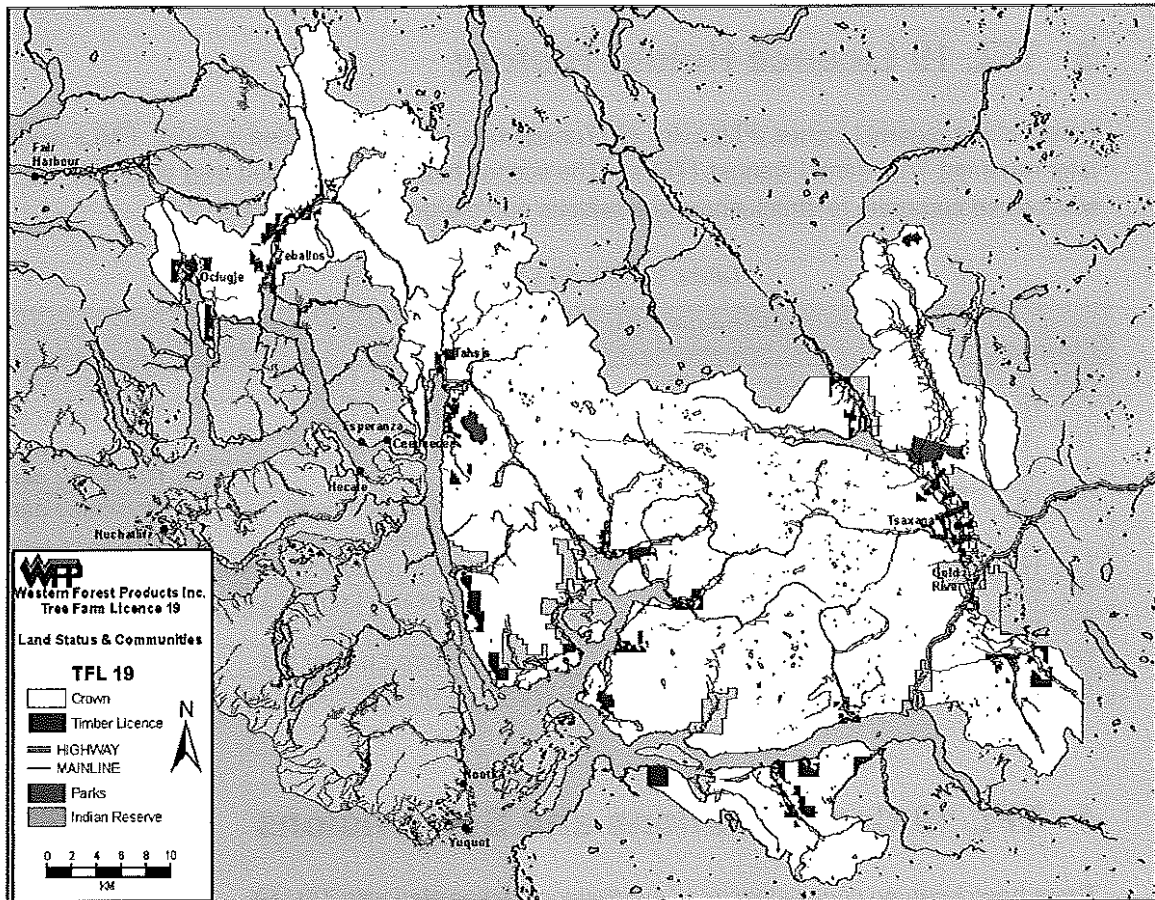 Fair
Harbour
Zeballos
Oclugje
Tahsis
Esperanza
Ceepeecee
Hecate
Nuchatlitz
Tsaxana
Gold
River
Nootka
Yuquot
WFP
Western Forest Products Inc.
Tree Farm Licence 19
Land Status & Communities
TFL 19
Crown
Timber Licence
HIGHWAY
MAINLINE
Parks
Indian Reserve
N
0 2 4 6 8 10
KM